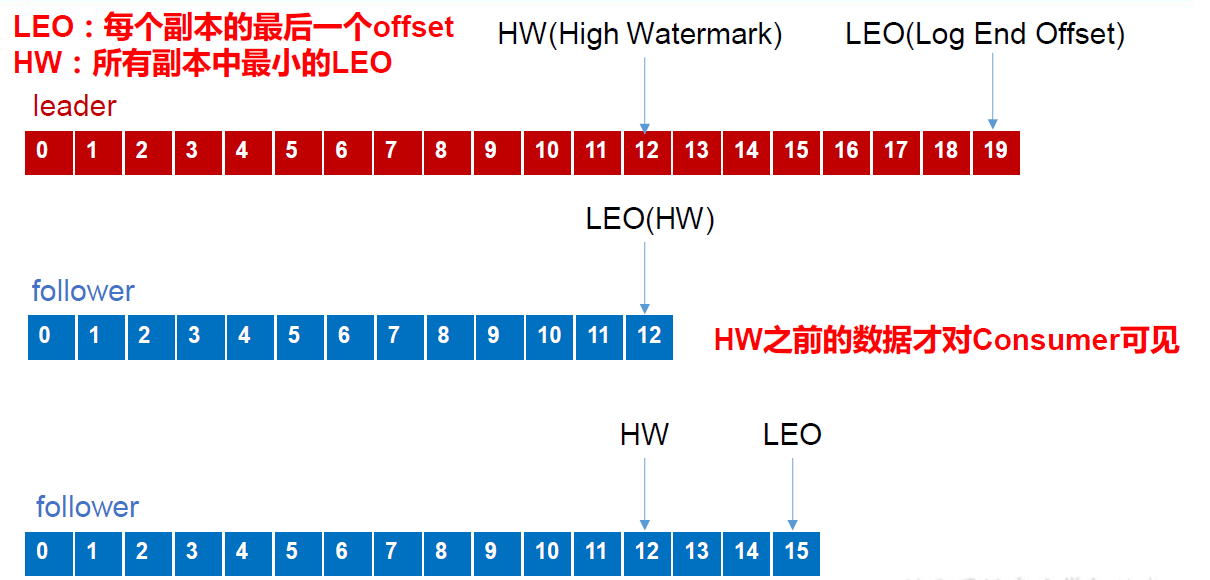 LEO：每个副本的最后一个offset
HW：所有副本中最小的LEO
HW(High Watermark)
LEO(Log End Offset)
leader
0 1 2 3 4 5 6 7 8 9 10 11 12 13 14 15 16 17 18 19
LEO(HW)
follower
0 1 2 3 4 5 6 7 8 9 10 11 12
HW之前的数据才对Consumer可见
HW
LEO
follower
0 1 2 3 4 5 6 7 8 9 10 11 12 13 14 15